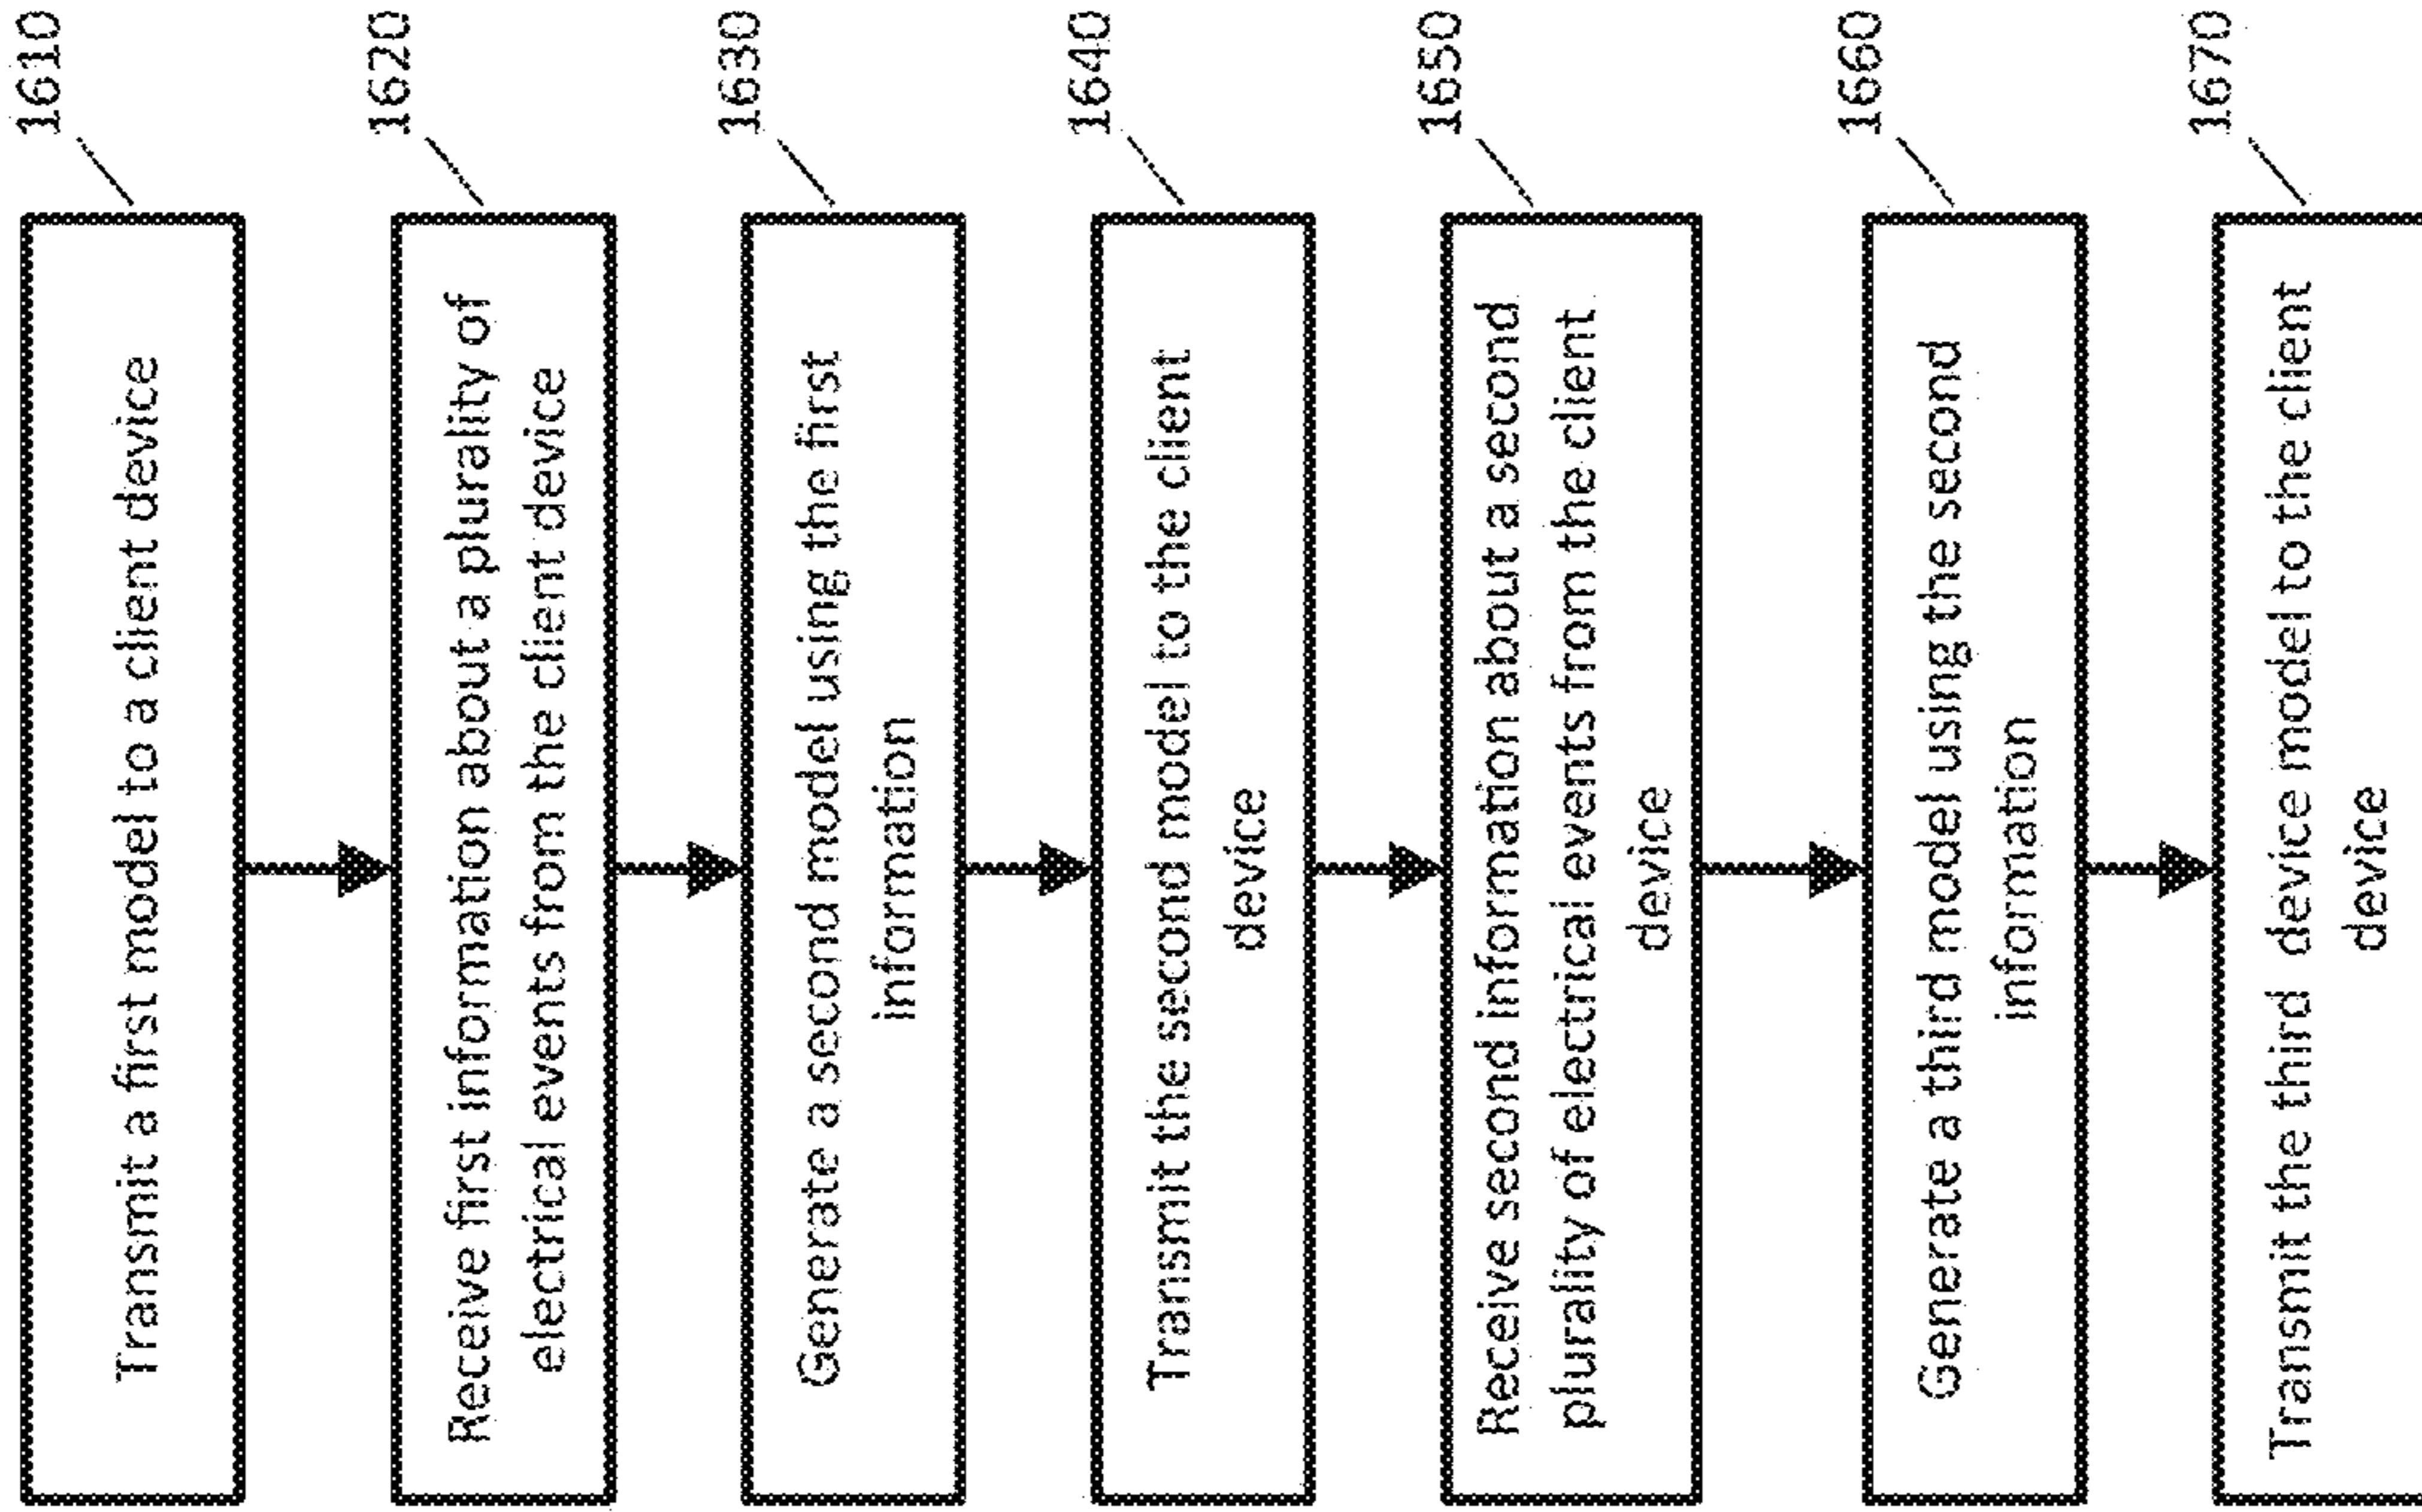 1610
Transmit a first model to a client device
1620
Receive first information about a plurality of
electrical events from the client device
1630
Generate a second model using the first
information
1640
Transmit the second model to the client
device
1650
Receive second information about a second
plurality of electrical events from the client
device
1660
Generate a third model using the second
information
1670
Transmit the third device model to the client
device